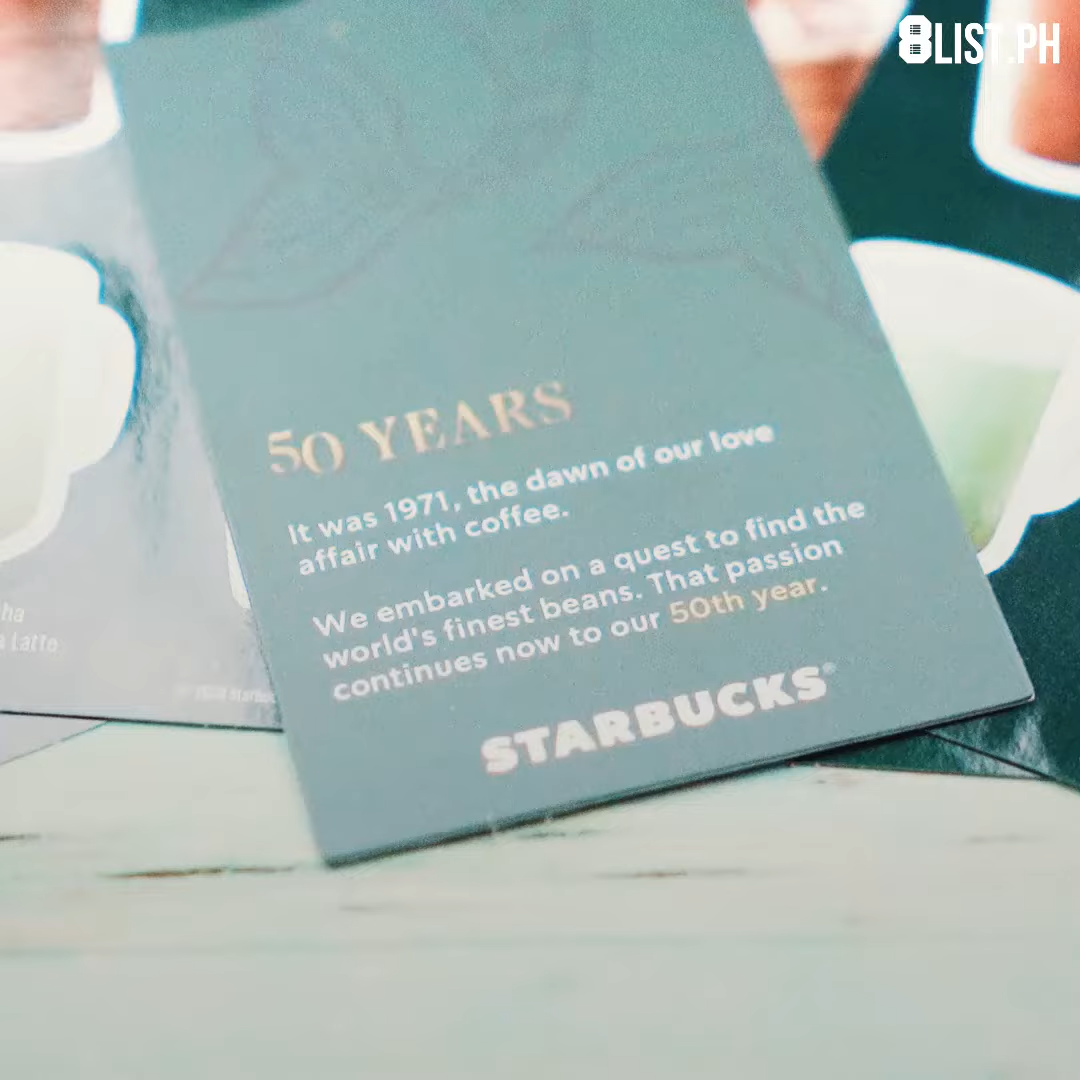 8LIST.PH
50 YEARS
It was 1971, the dawn of our love
affair with coffee.
We embarked on a quest to find the
world's finest beans. That passion
continues now to our 50th year.
STARBUCKS®
ha
a Latte